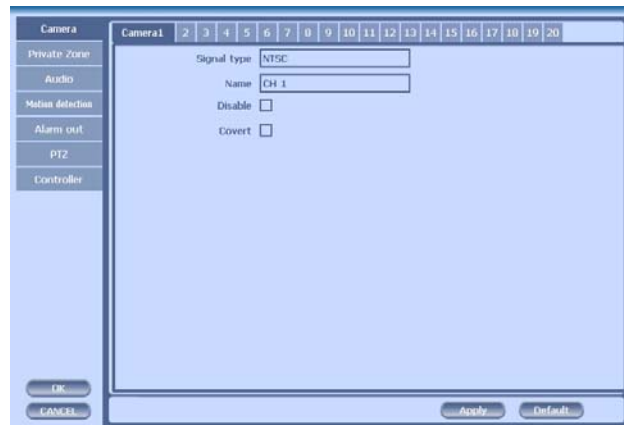 Camera
Private Zone
Audio
Motion detection
Alarm out
PTZ
Controller
OK
CANCEL
Camera1 2 3 4 5 6 7 8 9 10 11 12 13 14 15 16 17 18 19 20
Signal type NTSC
Name CH 1
Disable
Covert
Apply Default